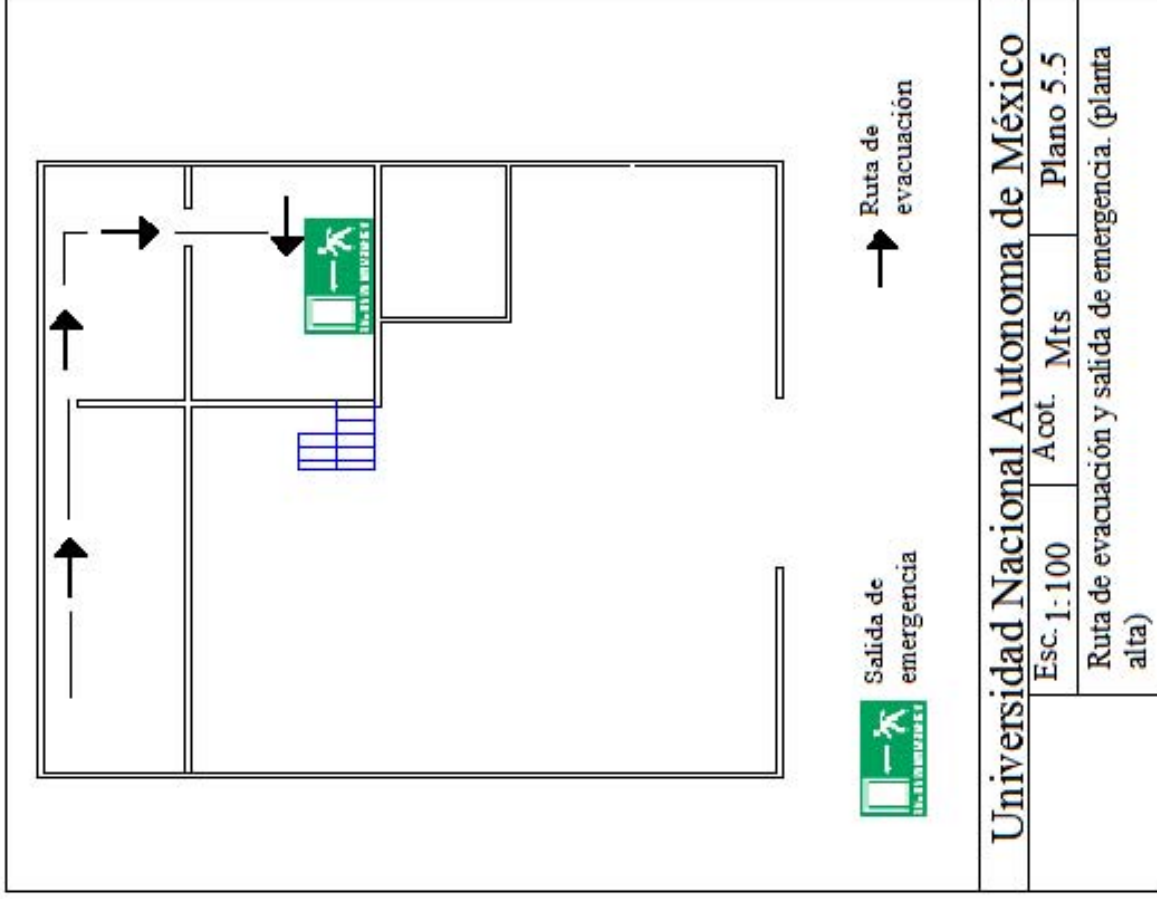 Salida de
emergencia
Ruta de
evacuación
Universidad Nacional Autonoma de México
Esc. 1:100
Acot. Mts
Plano 5.5
Ruta de evacuación y salida de emergencia. (planta
alta)